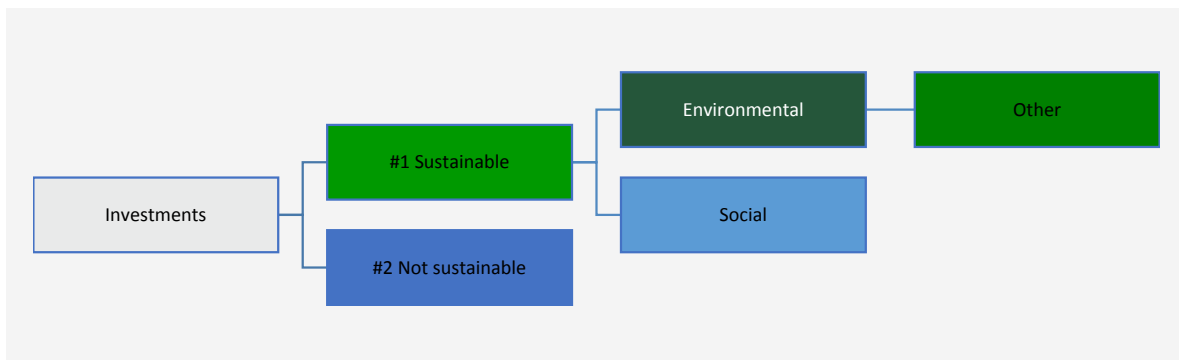 Environmental
Other
#1 Sustainable
Investments
Social
#2 Not sustainable